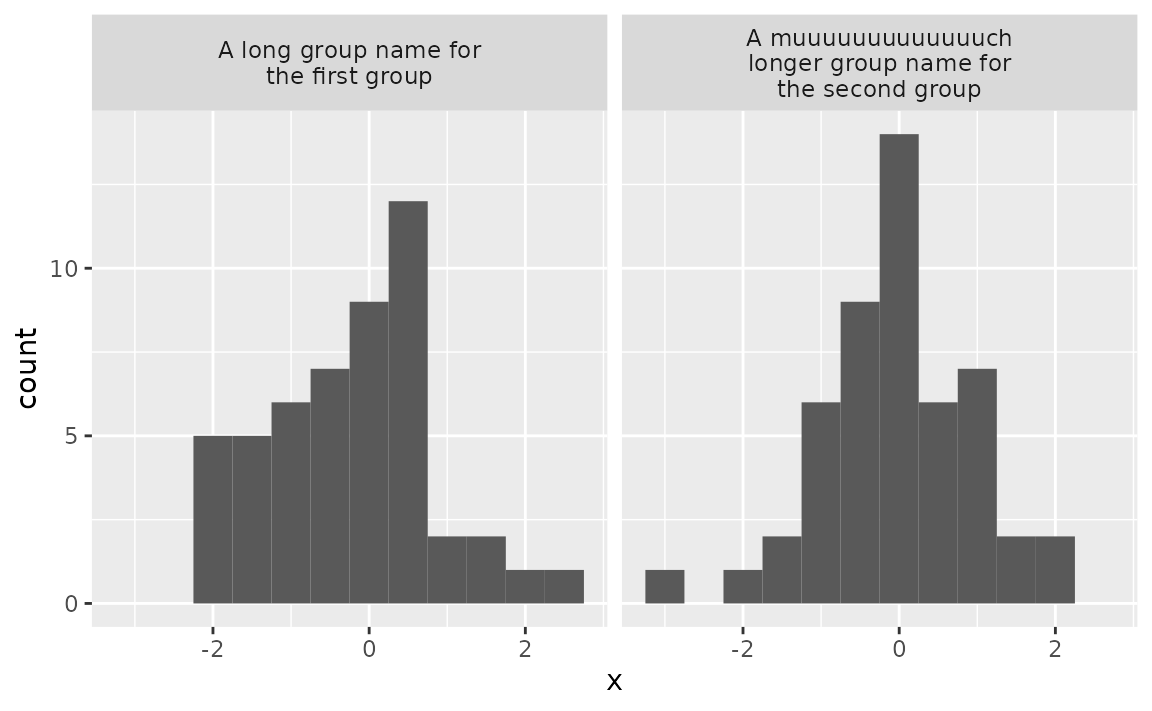 A long group name for
the first group
A muuuuuuuuuuuuuch
longer group name for
the second group
count
10
5
0
-2
0
2
-2
0
2
x